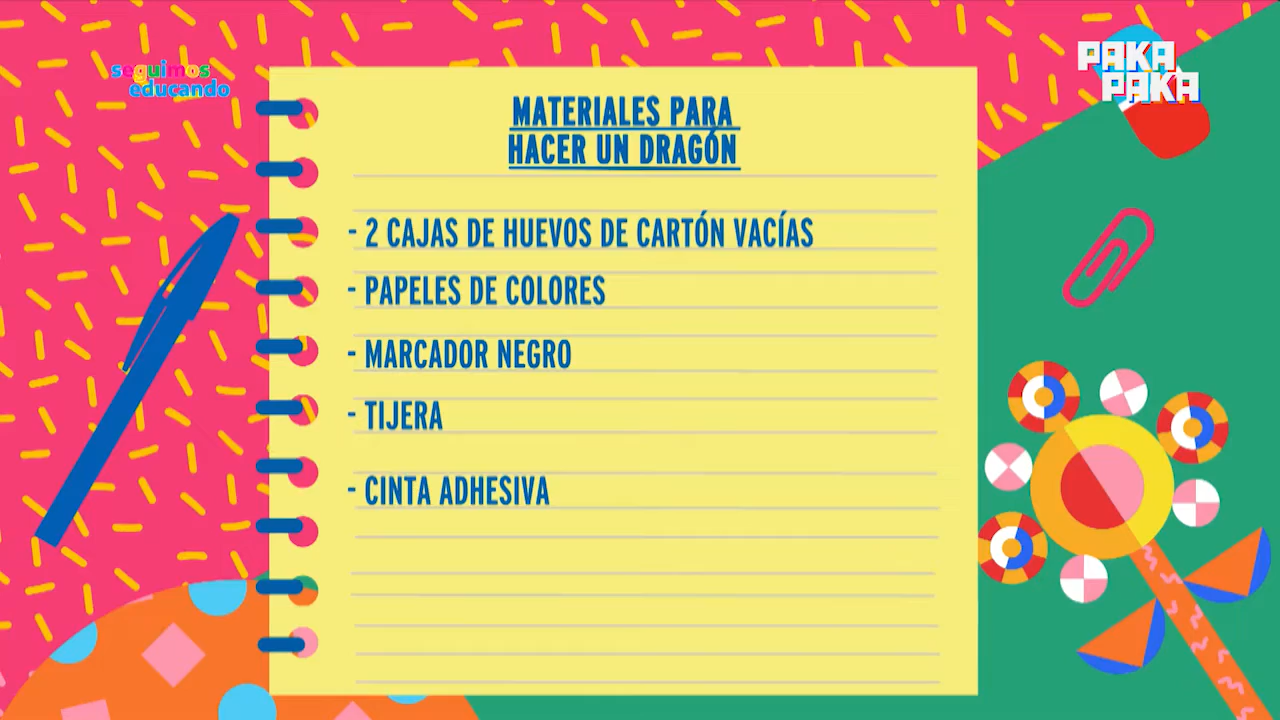 seguimos
educando
PAKA
PAKA
MATERIALES PARA
HACER UN DRAGÓN
- 2 CAJAS DE HUEVOS DE CARTÓN VACÍAS
- PAPELES DE COLORES
- MARCADOR NEGRO
- TIJERA
- CINTA ADHESIVA